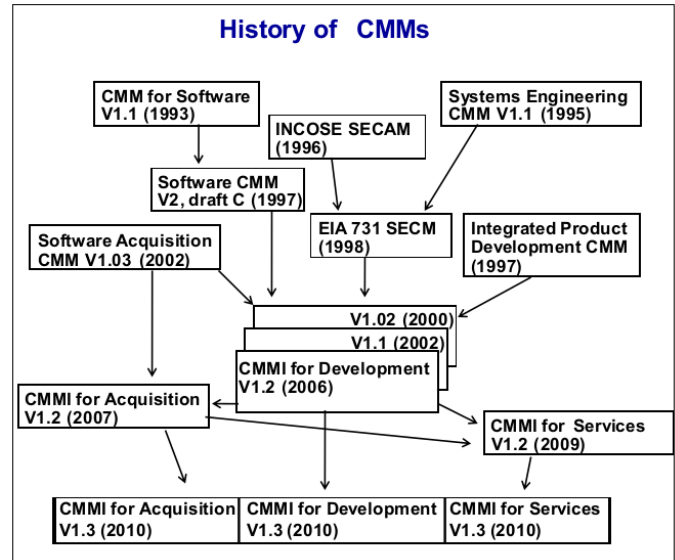 History of CMMs
CMM for Software
V1.1 (1993)
Systems Engineering
CMM V1.1 (1995)
INCOSE SECAM
(1996)
Software CMM
V2, draft C (1997)
EIA 731 SECM
(1998)
Integrated Product
Development CMM
(1997)
Software Acquisition
CMM V1.03 (2002)
V1.02 (2000)
V1.1 (2002)
CMMI for Development
V1.2 (2006)
CMMI for Acquisition
V1.2 (2007)
CMMI for Services
V1.2 (2009)
CMMI for Acquisition
V1.3 (2010)
CMMI for Development
V1.3 (2010)
CMMI for Services
V1.3 (2010)